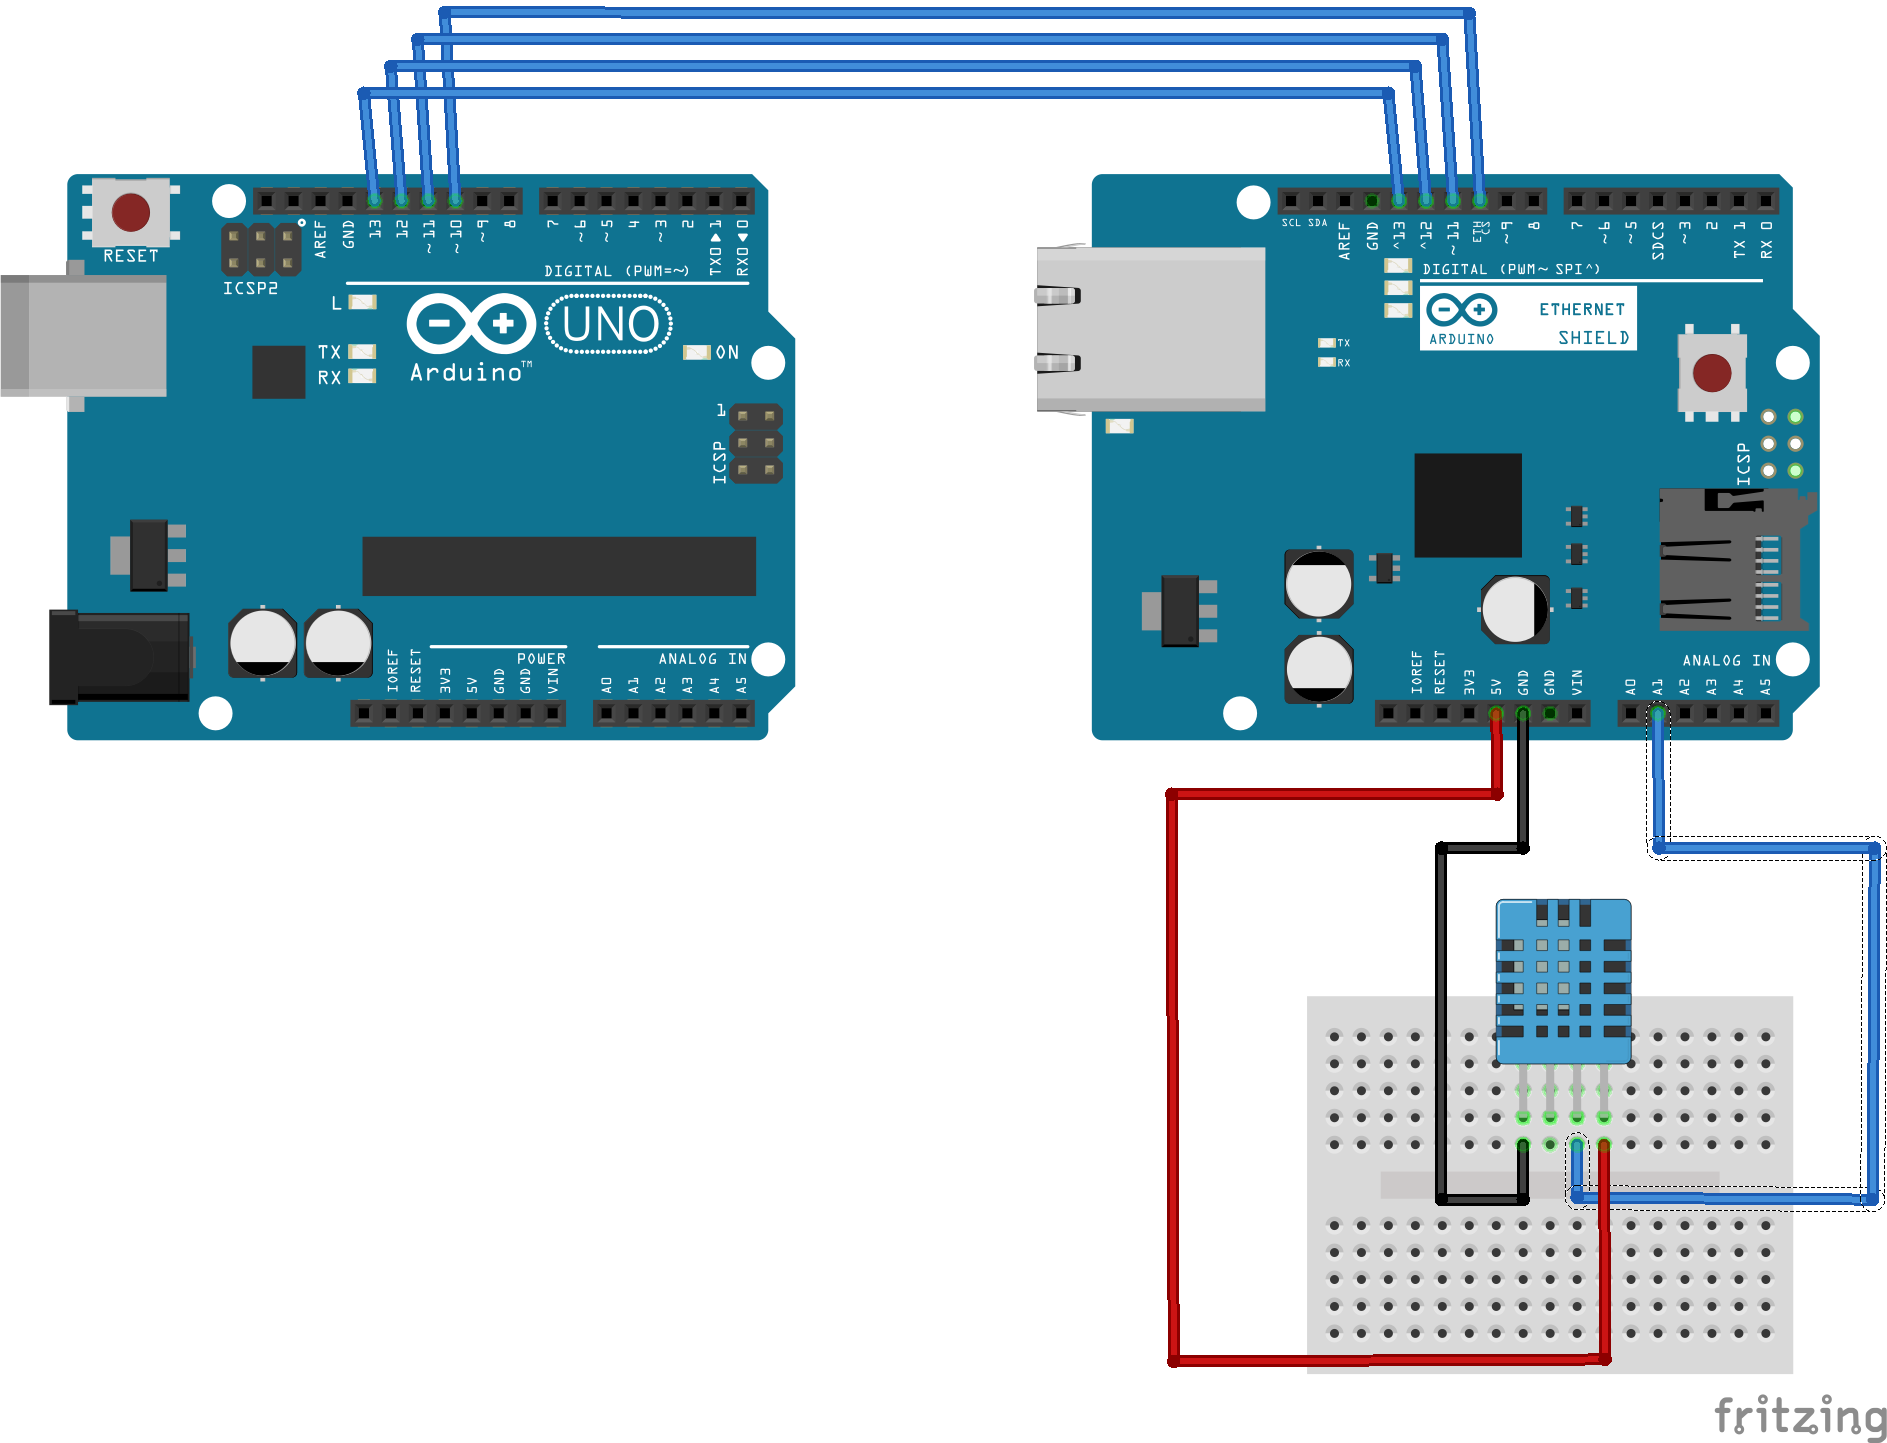 RESET
ICSP2
AREF
GND
13
12
~11
~10
~9
8
7
~6
~5
4
~3
2
TX0▶1
RX0◀0
DIGITAL (PWM=~)
L
TX
RX
Arduino™
UNO
ON
1
ICSP
IOREF
RESET
3V3
5V
GND
GND
VIN
POWER
ANALOG IN
A0
A1
A2
A3
A4
A5
SCL SDA
AREF
GND
^13
^12
~11
ETH
CS
~9
8
7
~6
~5
SDCS
~3
2
TX 1
RX 0
DIGITAL (PWM~ SPI^)
ARDUINO
ETHERNET
SHIELD
TX
RX
ICSP
IOREF
RESET
3V3
5V
GND
GND
VIN
ANALOG IN
A0
A1
A2
A3
A4
A5
fritzing